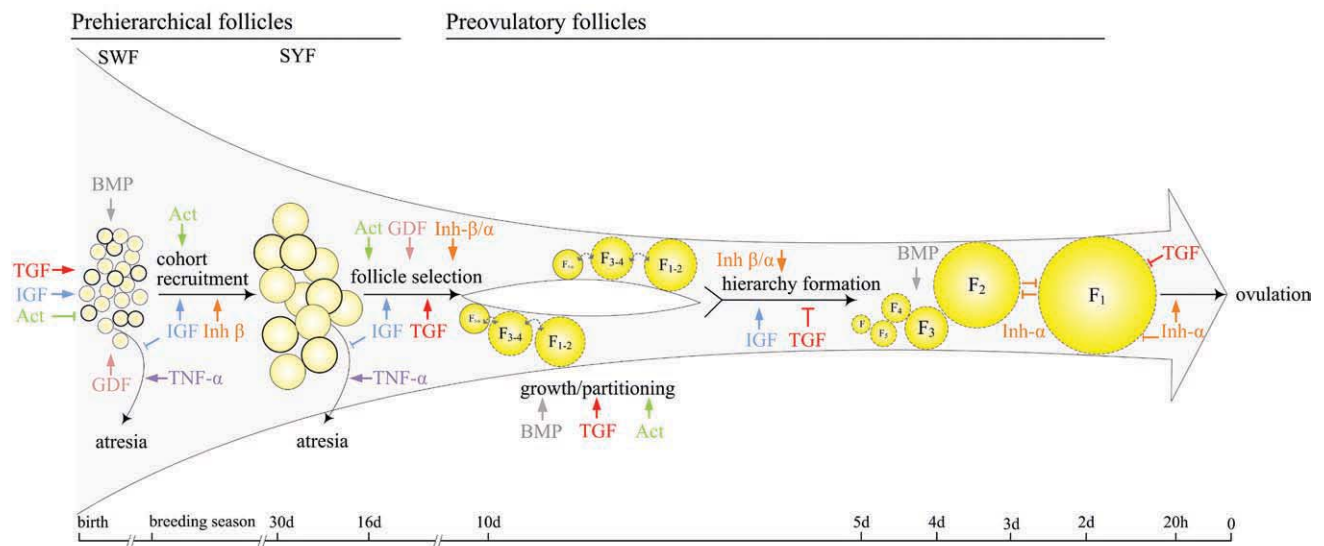 Prehierarchical follicles
Preovulatory follicles
SWF
SYF
BMP
TGF
IGF
Act
GDF
Act
cohort
recruitment
IGF
Inh β
TNF-α
atresia
Act
GDF
Inh-β/α
follicle selection
IGF
TGF
TNF-α
atresia
F3-4
F1-2
F3-4
F1-2
growth/partitioning
BMP
TGF
Act
Inh β/α
hierarchy formation
IGF
TGF
BMP
F
F5
F4
F3
F2
F1
Inh-α
TGF
Inh-α
ovulation
birth
breeding season
30d
16d
10d
5d
4d
3d
2d
20h
0